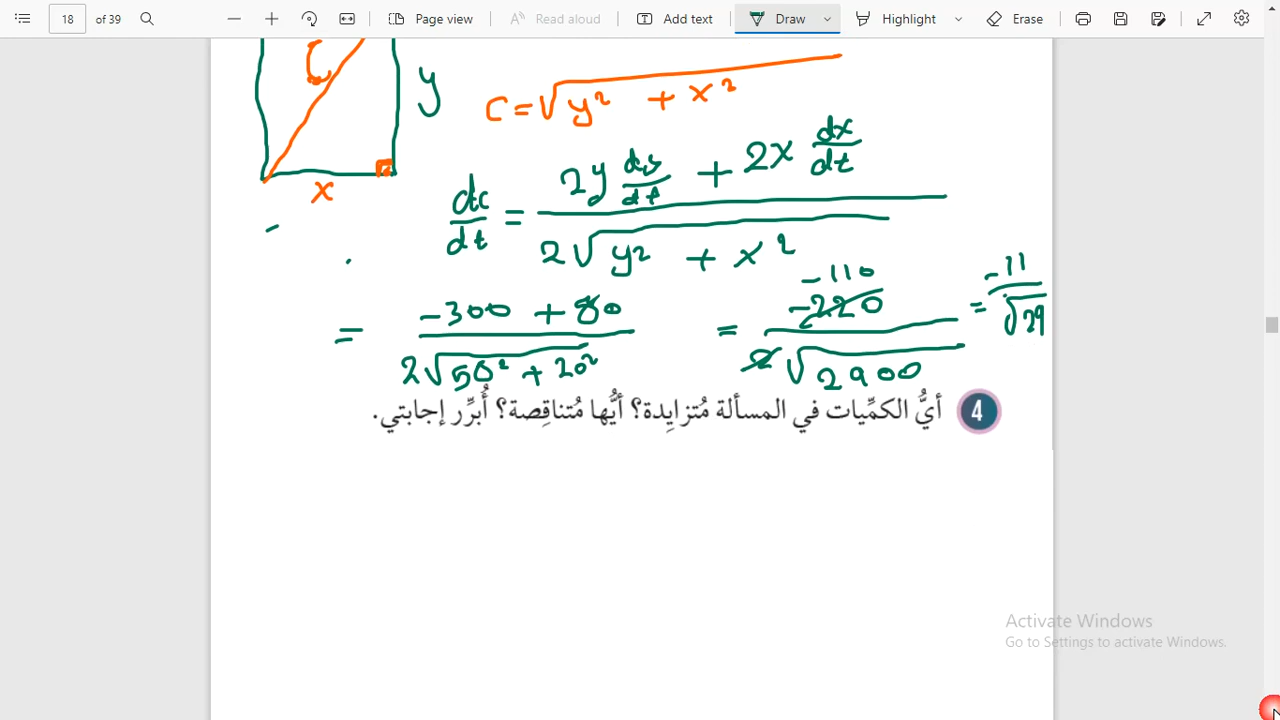 18 of 39 Page view Read aloud Add text Draw Highlight Erase
y
C = √(y² + x²)
x
dc/dt = (2y dy/dt + 2x dx/dt) / (2√(y² + x²))
= (-300 + 80) / (2√(50² + 20²)) = -220 / (2√2900) -110 = -11/√29
4 أيُّ الكمِّيات في المسألة مُتزايِدة؟ أيُّها مُتناقِصة؟ أُبرِّر إجابتي.
Activate Windows
Go to Settings to activate Windows.